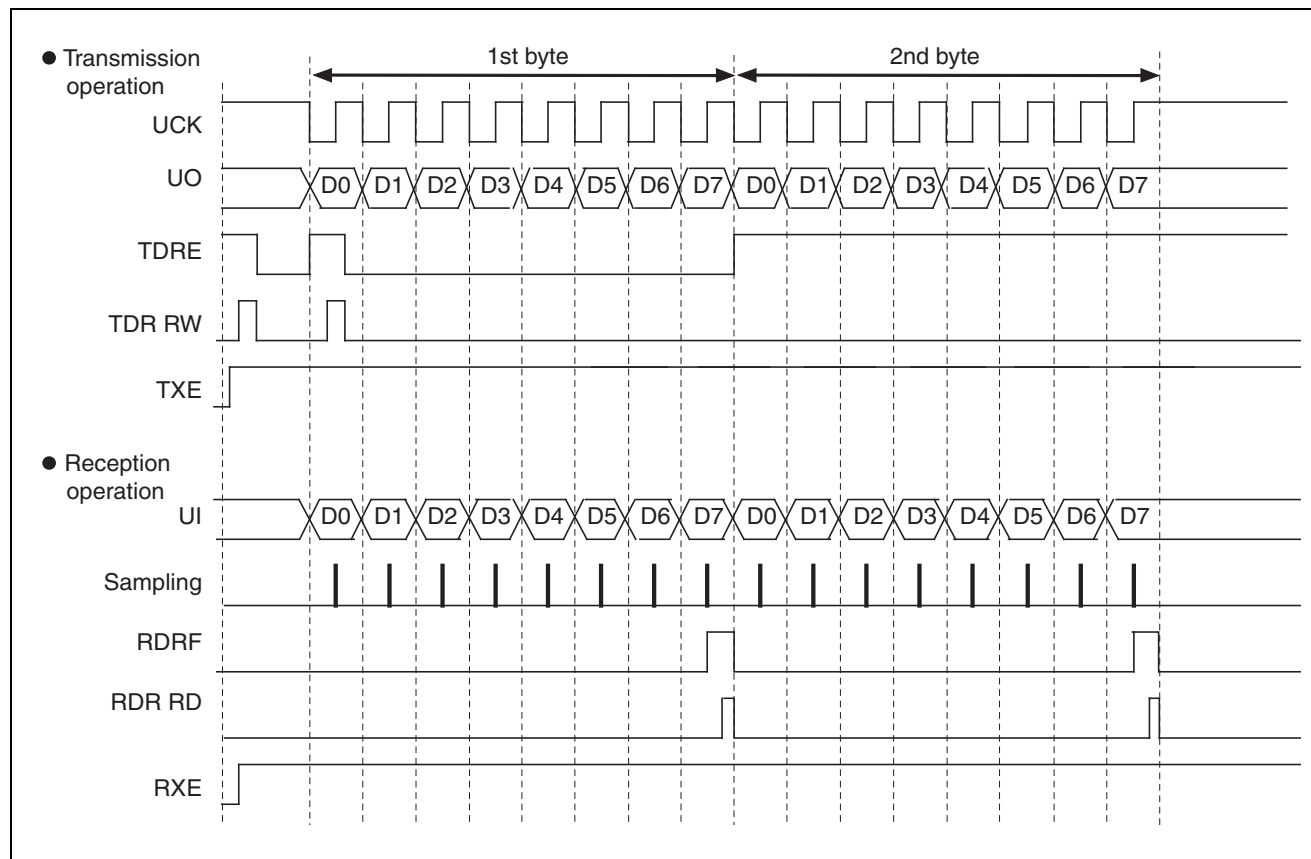 ● Transmission
operation
1st byte
2nd byte
UCK
UO
D0 D1 D2 D3 D4 D5 D6 D7 D0 D1 D2 D3 D4 D5 D6 D7
TDRE
TDR RW
TXE
● Reception
operation
UI
D0 D1 D2 D3 D4 D5 D6 D7 D0 D1 D2 D3 D4 D5 D6 D7
Sampling
RDRF
RDR RD
RXE